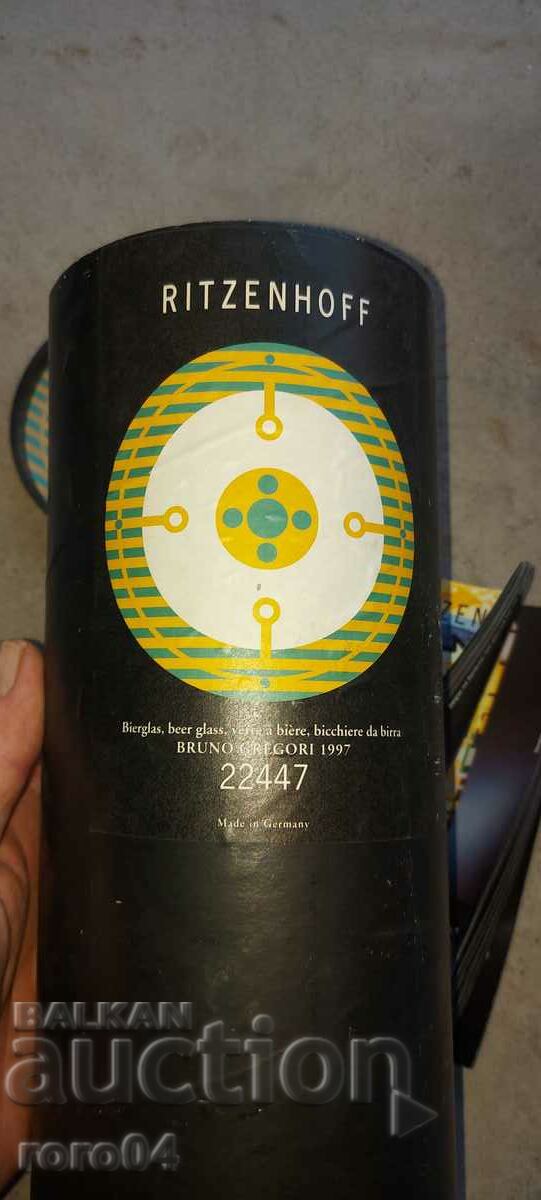 RITZENHOFF
Bierglas, beer glass, verre à bière, bicchiere da birra
BRUNO GREGORI 1997
22447
Made in Germany
TZEN
BALKAN
auction
roro04